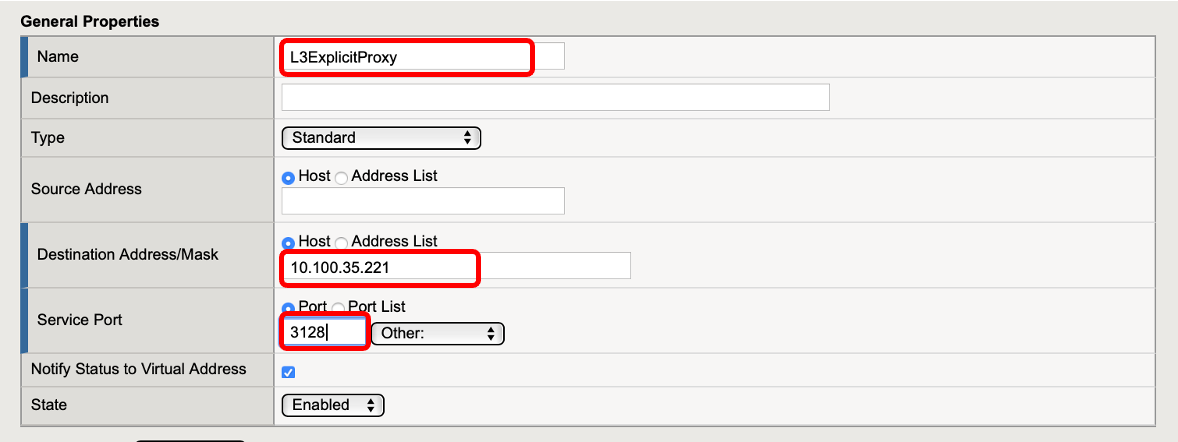 General Properties
Name L3ExplicitProxy
Description
Type Standard
Source Address Host Address List
Destination Address/Mask Host Address List
10.100.35.221
Service Port Port Port List
3128 Other:
Notify Status to Virtual Address
State Enabled